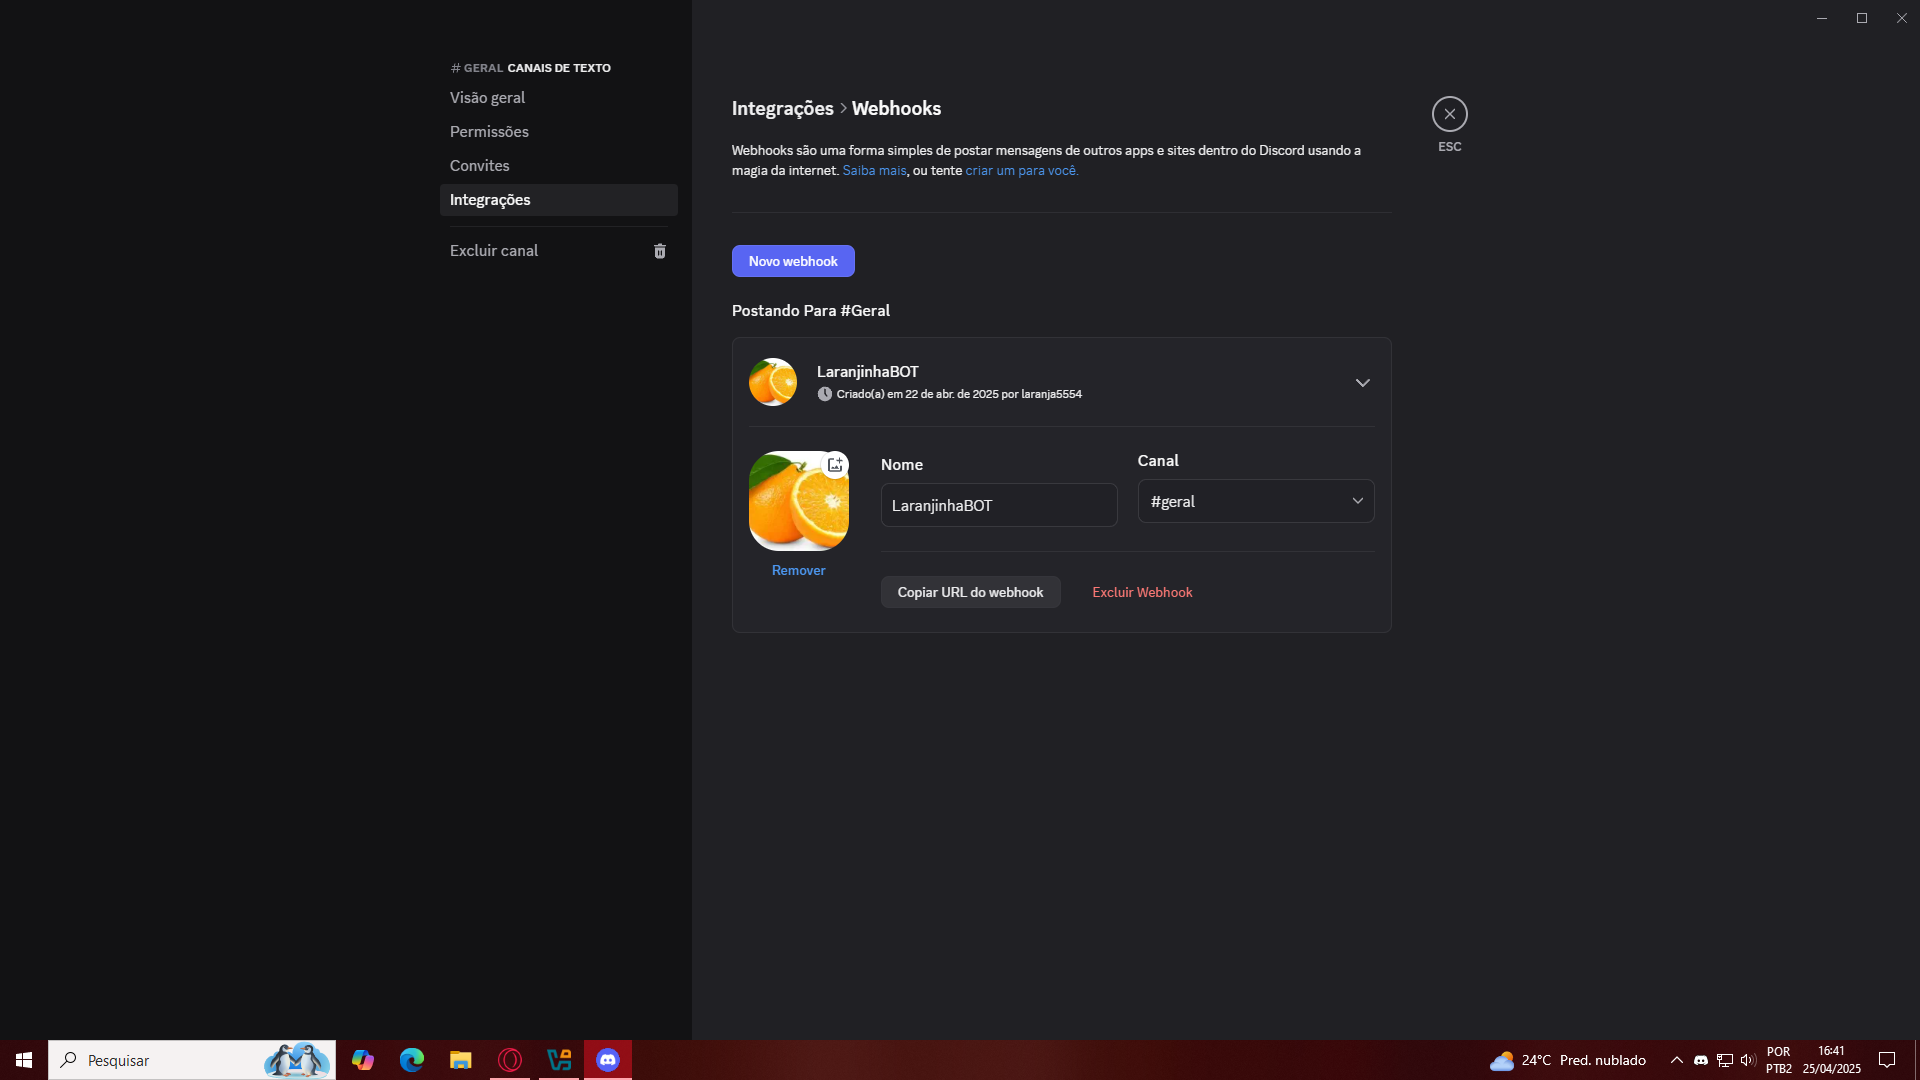 # GERAL CANAIS DE TEXTO
Visão geral
Permissões
Convites
Integrações
Excluir canal
Integrações > Webhooks
Webhooks são uma forma simples de postar mensagens de outros apps e sites dentro do Discord usando a
magia da internet. Saiba mais, ou tente criar um para você.
ESC
Novo webhook
Postando Para #Geral
LaranjinhaBOT
Criado(a) em 22 de abr. de 2025 por laranja5554
Nome
Canal
LaranjinhaBOT
#geral
Remover
Copiar URL do webhook
Excluir Webhook
Pesquisar
24°C Pred. nublado
POR
PTB2
16:41
25/04/2025